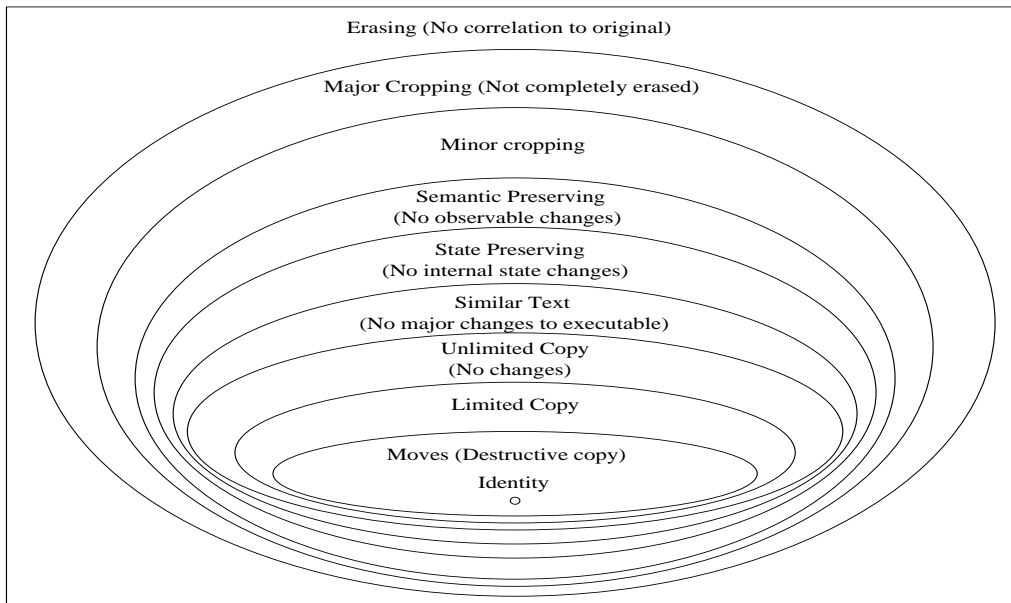 Erasing (No correlation to original)
Major Cropping (Not completely erased)
Minor cropping
Semantic Preserving
(No observable changes)
State Preserving
(No internal state changes)
Similar Text
(No major changes to executable)
Unlimited Copy
(No changes)
Limited Copy
Moves (Destructive copy)
Identity